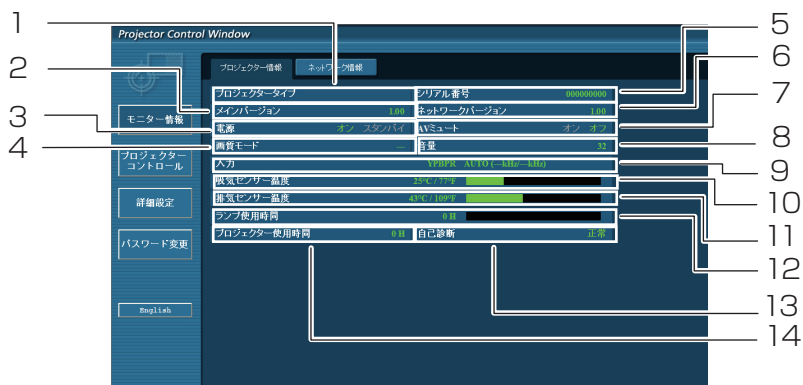 Projector Control Window
プロジェクター情報 ネットワーク情報
モニター情報
プロジェクター
コントロール
詳細設定
パスワード変更
English
プロジェクタータイプ シリアル番号 000000000
メインバージョン 1.00 ネットワークバージョン 1.00
電源 オン スタンバイ AVミュート オン オフ
画質モード --- 音量 32
入力 YPBPR AUTO (---kHz/---kHz)
吸気センサー温度 25°C / 77°F
排気センサー温度 43°C / 109°F
ランプ使用時間 0 H
プロジェクター使用時間 0 H 自己診断 正常
1
2
3
4
5
6
7
8
9
10
11
12
13
14